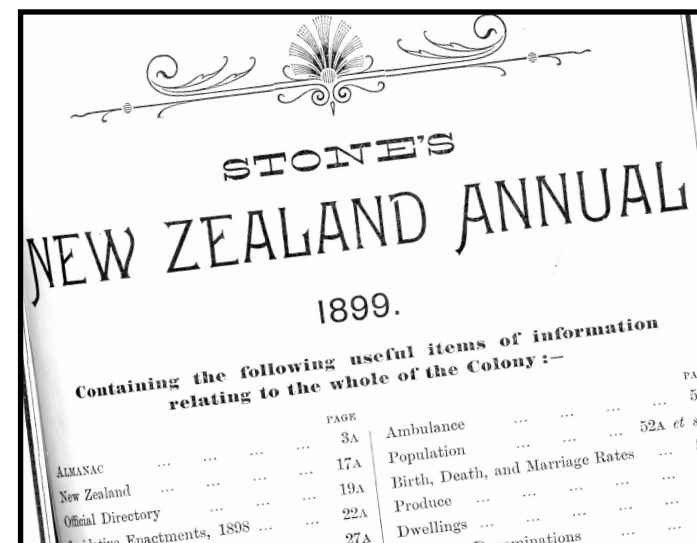 STONE'S
NEW ZEALAND ANNUAL
1899.
Containing the following useful items of information
relating to the whole of the Colony :—
PAGE
ALMANAC ... ... ... ... 3A
New Zealand ... ... ... ... 17A
Official Directory ... ... ... 19A
Enactments, 1898 ... ... 22A
27A
Ambulance ... ... ... ...
Population ... ... ... 52A et
Birth, Death, and Marriage Rates ...
Produce ... ... ... ...
Dwellings ... ... ... ...
... ...